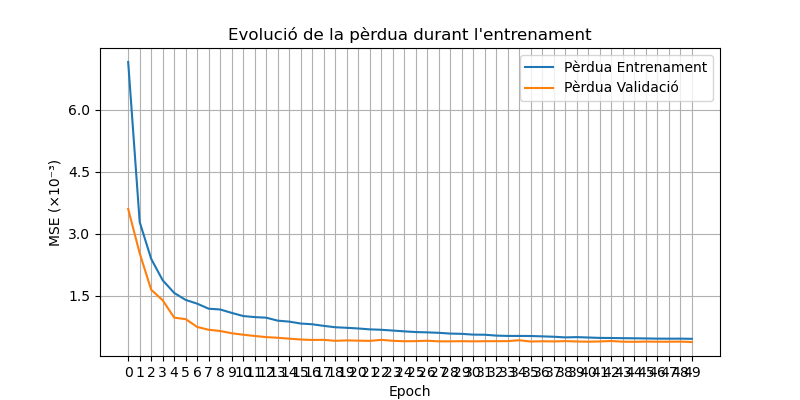 Evolució de la pèrdua durant l'entrenament
Pèrdua Entrenament
Pèrdua Validació
6.0
4.5
3.0
1.5
MSE (×10⁻³)
0 1 2 3 4 5 6 7 8 9 10 11 12 13 14 15 16 17 18 19 20 21 22 23 24 25 26 27 28 29 30 31 32 33 34 35 36 37 38 39 40 41 42 43 44 45 46 47 48 49
Epoch